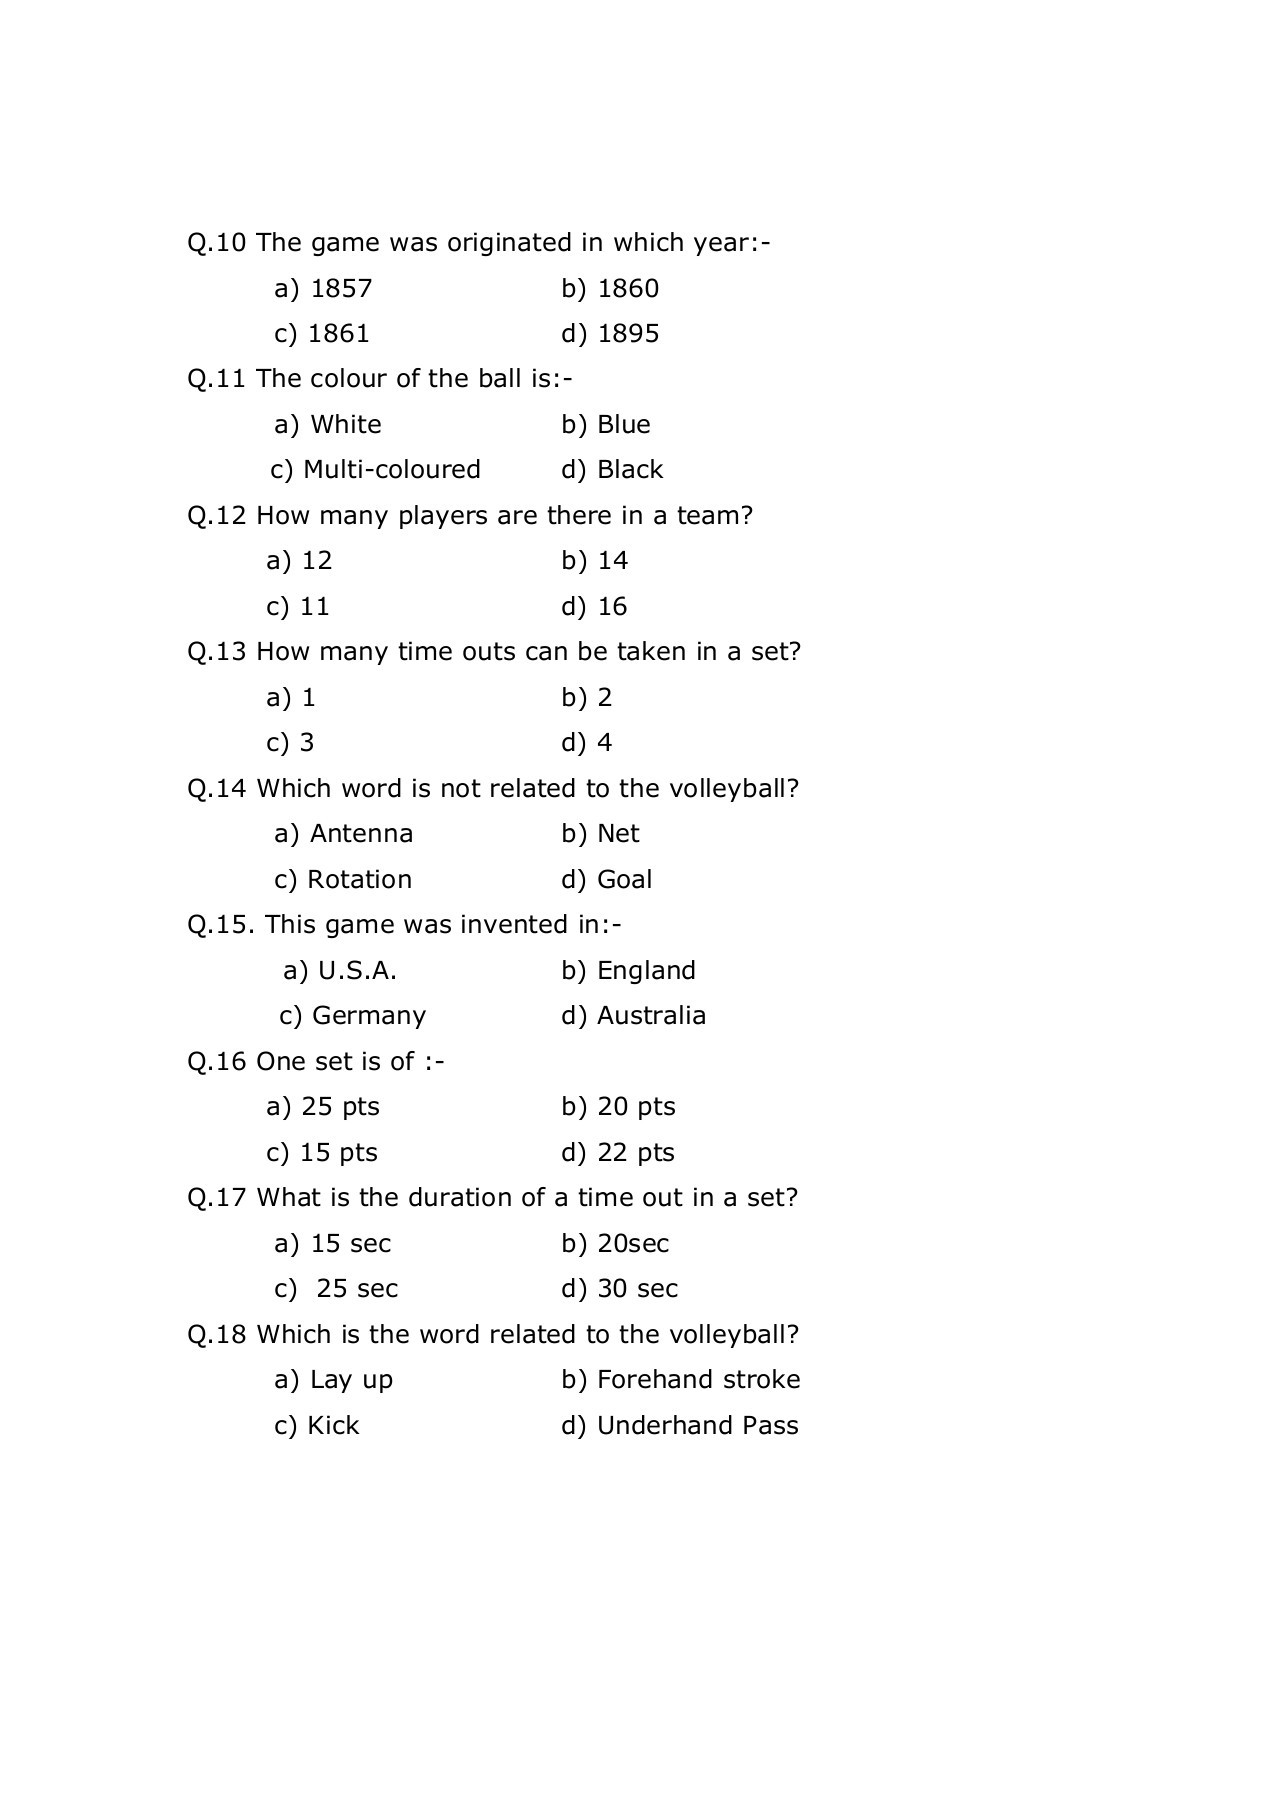 Q.10 The game was originated in which year:-
a) 1857 b) 1860
c) 1861 d) 1895
Q.11 The colour of the ball is:-
a) White b) Blue
c) Multi-coloured d) Black
Q.12 How many players are there in a team?
a) 12 b) 14
c) 11 d) 16
Q.13 How many time outs can be taken in a set?
a) 1 b) 2
c) 3 d) 4
Q.14 Which word is not related to the volleyball?
a) Antenna b) Net
c) Rotation d) Goal
Q.15. This game was invented in:-
a) U.S.A. b) England
c) Germany d) Australia
Q.16 One set is of :-
a) 25 pts b) 20 pts
c) 15 pts d) 22 pts
Q.17 What is the duration of a time out in a set?
a) 15 sec b) 20sec
c) 25 sec d) 30 sec
Q.18 Which is the word related to the volleyball?
a) Lay up b) Forehand stroke
c) Kick d) Underhand Pass